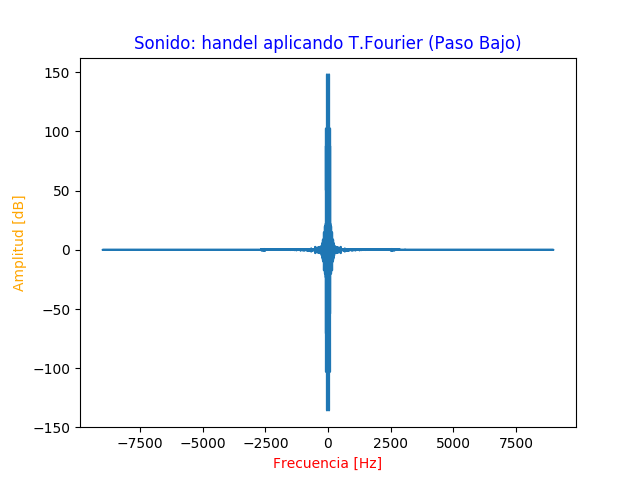 Sonido: handel aplicando T.Fourier (Paso Bajo)
Amplitud [dB]
150
100
50
0
−50
−100
−150
−7500 −5000 −2500 0 2500 5000 7500
Frecuencia [Hz]